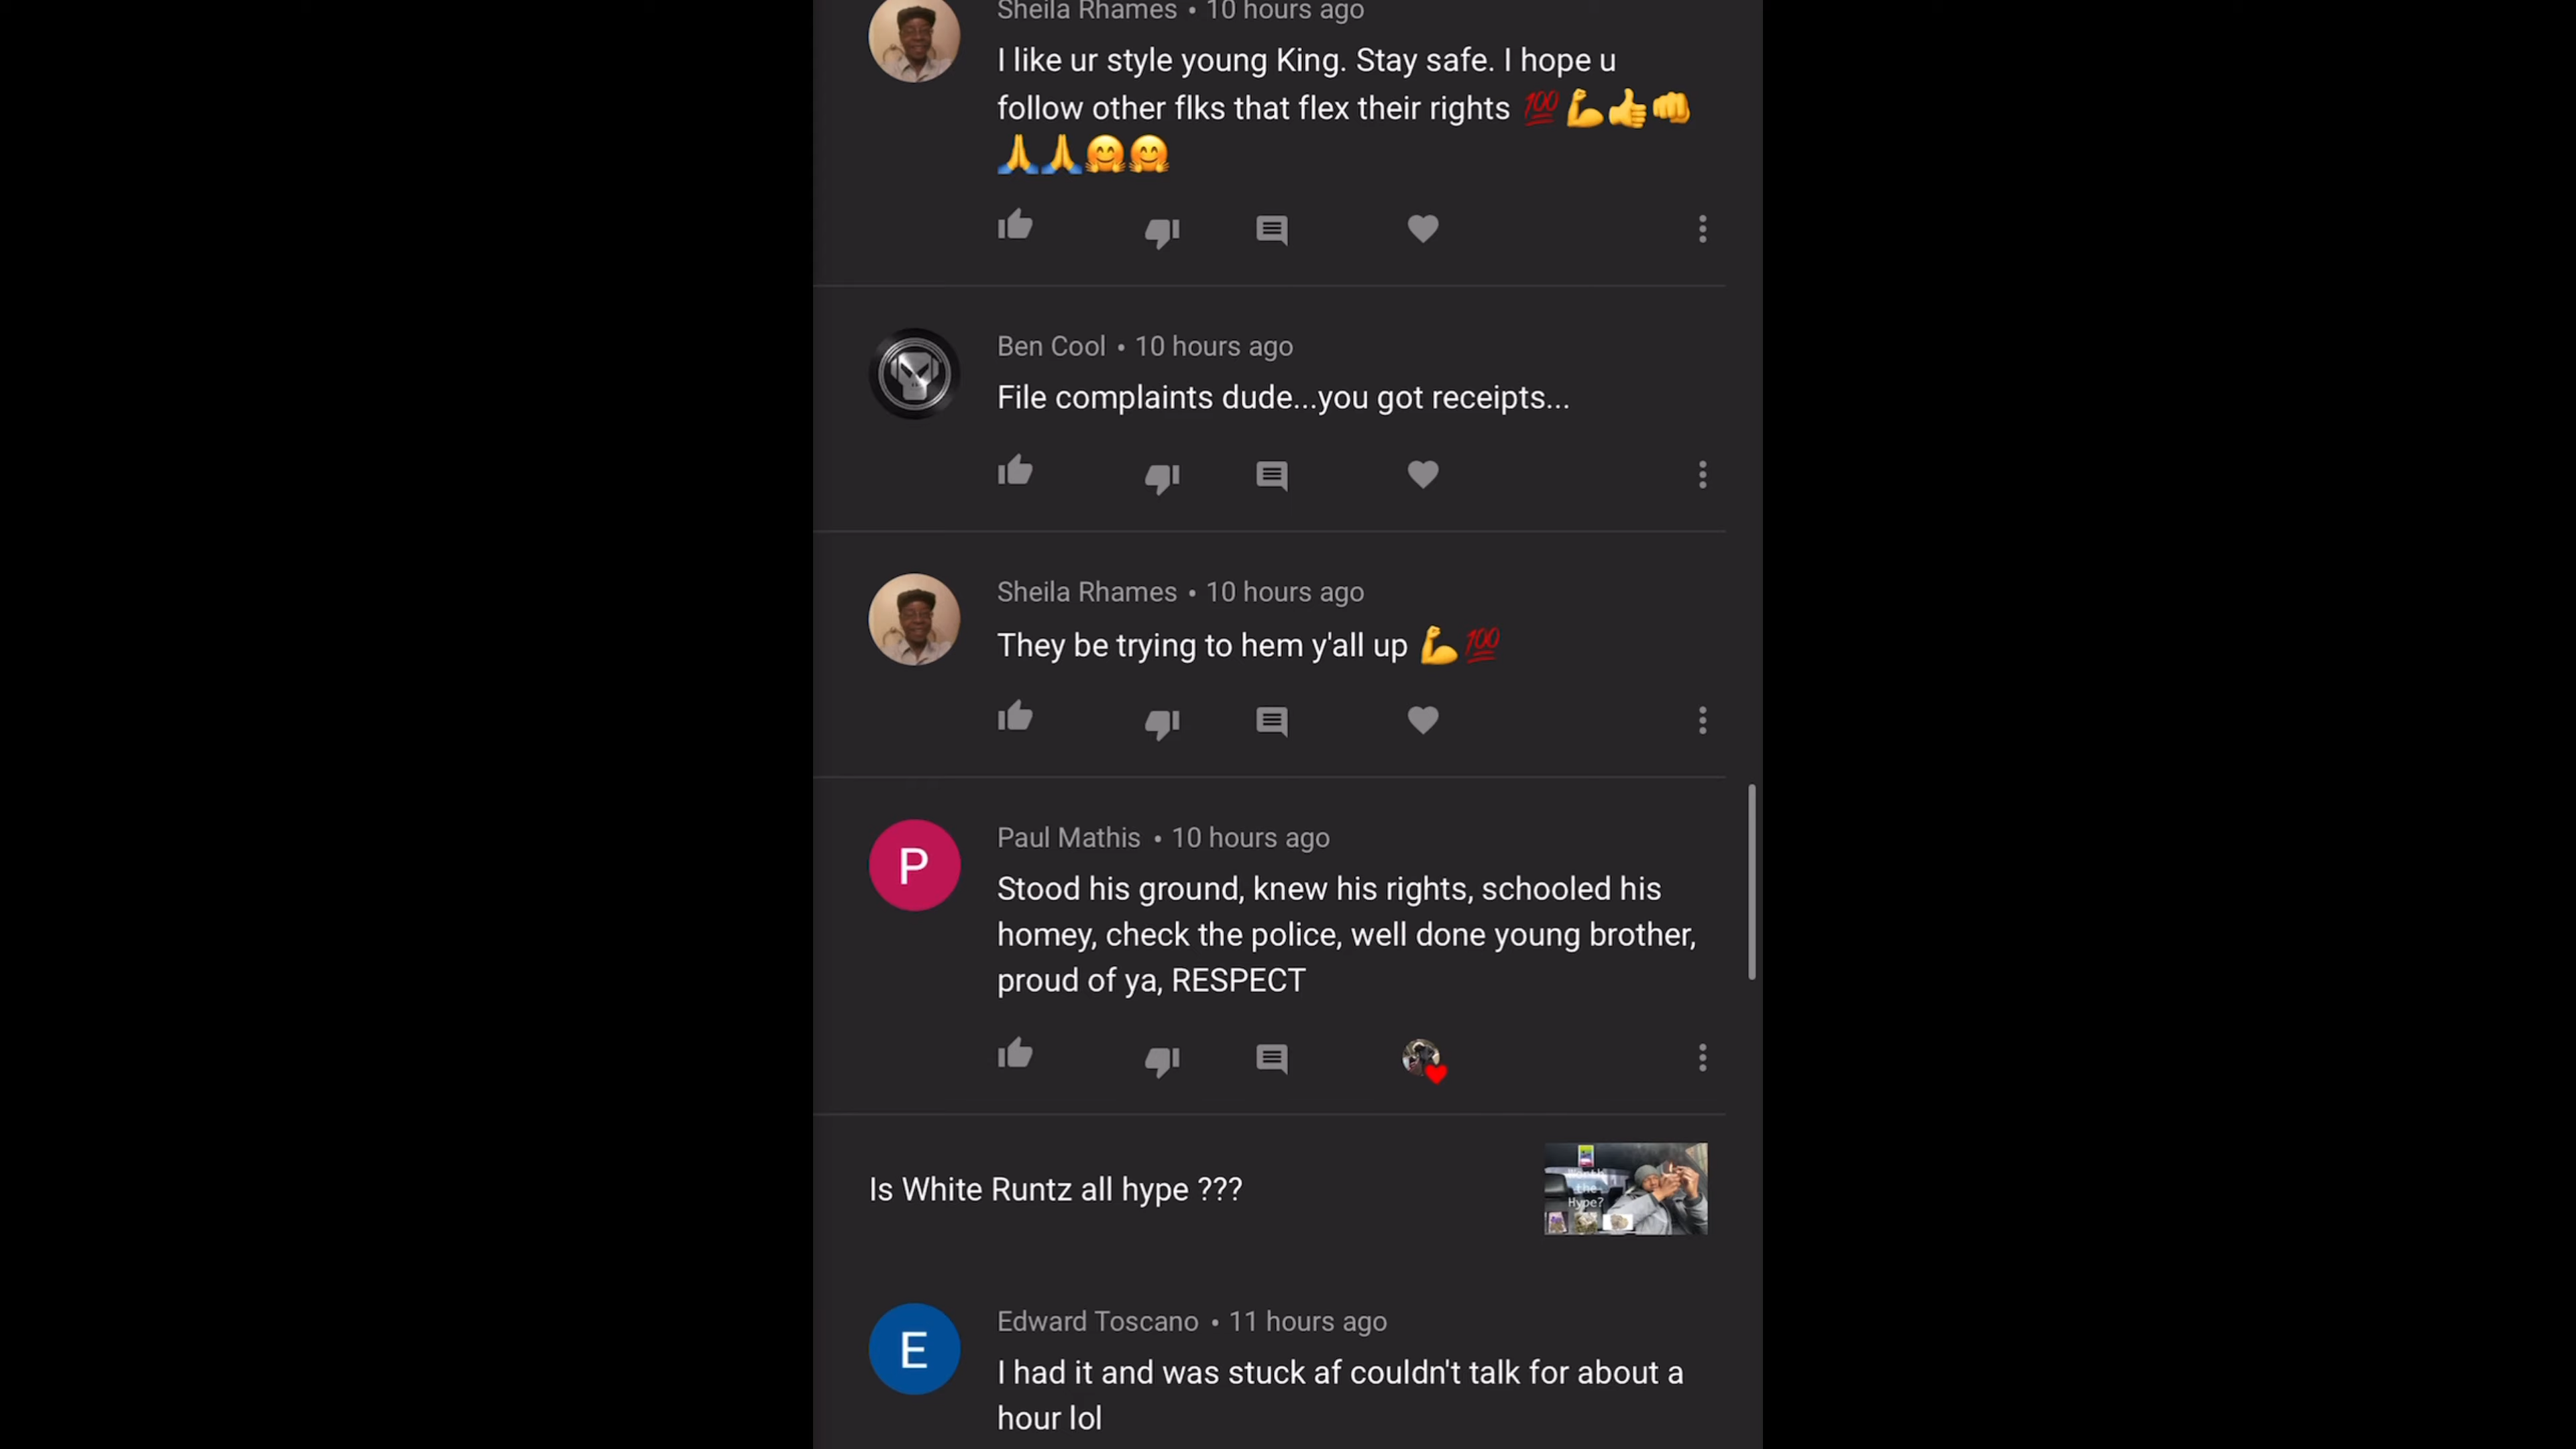 Sheila Rhames • 10 hours ago
I like ur style young King. Stay safe. I hope u
follow other flks that flex their rights 💯💪👍👊
🙏🙏🤗🤗
Ben Cool • 10 hours ago
File complaints dude...you got receipts...
Sheila Rhames • 10 hours ago
They be trying to hem y'all up 💪💯
P
Paul Mathis • 10 hours ago
Stood his ground, knew his rights, schooled his
homey, check the police, well done young brother,
proud of ya, RESPECT
Is White Runtz all hype ???
the
Hype?
E
Edward Toscano • 11 hours ago
I had it and was stuck af couldn't talk for about a
hour lol